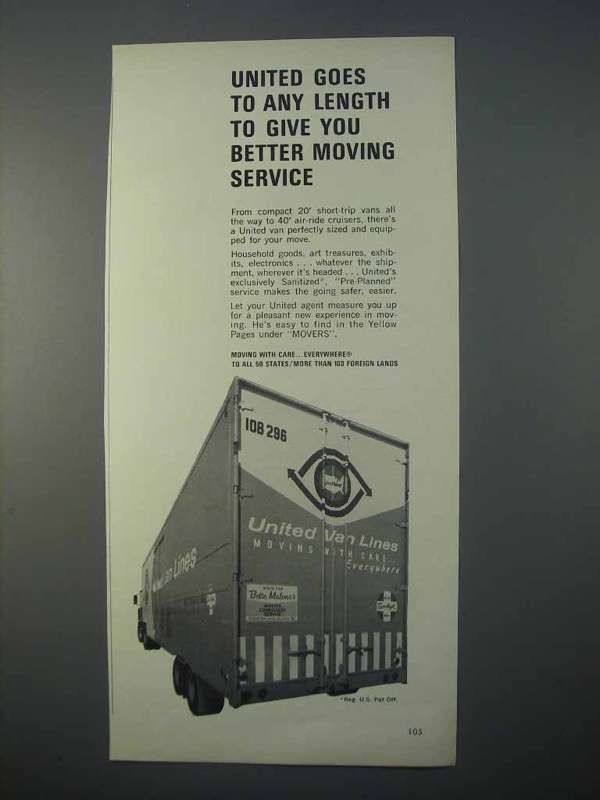 UNITED GOES
TO ANY LENGTH
TO GIVE YOU
BETTER MOVING
SERVICE
From compact 20' short-trip vans all
the way to 40' air-ride cruisers, there's
a United van perfectly sized and equip-
ped for your move.
Household goods, art treasures, exhib-
its, electronics . . . whatever the ship-
ment, wherever it's headed . . . United's
exclusively Sanitized*, "Pre-Planned"
service makes the going safer, easier.
Let your United agent measure you up
for a pleasant new experience in mov-
ing. He's easy to find in the Yellow
Pages under "MOVERS".
MOVING WITH CARE...EVERYWHERE®
TO ALL 50 STATES/MORE THAN 100 FOREIGN LANDS
108 296
United Van Lines
MOVING WITH CARE
Everywhere
Van Lines
Bette Malone's
*Reg. U.S. Pat Off.
105